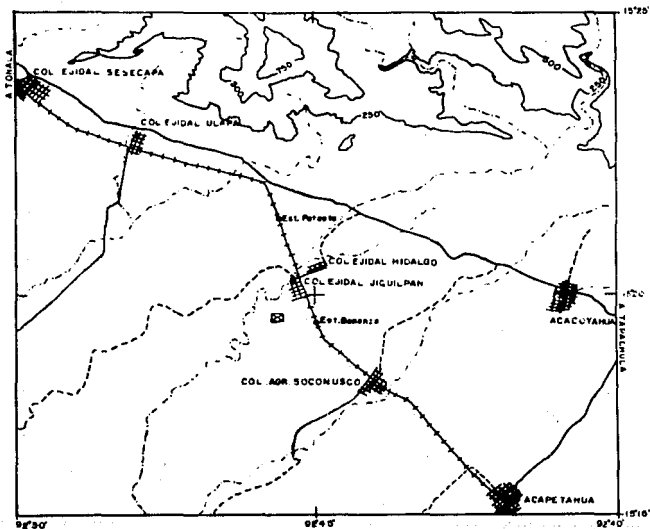 15°25'
A TONALA
COL EJIDAL SESECAPA
COL EJIDAL ULAPA
750
500
250
500
250
COL EJIDAL HIDALGO
COL EJIDAL JIQUILPAN
15°20'
Est. Bonanza
ACACOYAHUA
A TAPACHULA
COL. AGR. SOCONUSCO
ACAPETAHUA
92°50'
92°45'
92°40'
15°15'